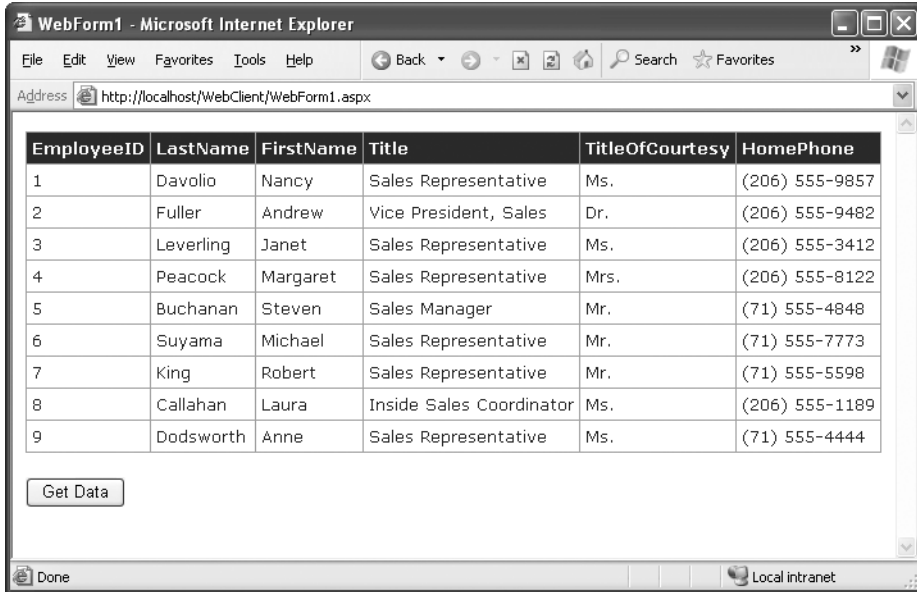 WebForm1 - Microsoft Internet Explorer
File Edit View Favorites Tools Help Back Search Favorites »
Address http://localhost/WebClient/WebForm1.aspx
EmployeeID LastName FirstName Title TitleOfCourtesy HomePhone
1 Davolio Nancy Sales Representative Ms. (206) 555-9857
2 Fuller Andrew Vice President, Sales Dr. (206) 555-9482
3 Leverling Janet Sales Representative Ms. (206) 555-3412
4 Peacock Margaret Sales Representative Mrs. (206) 555-8122
5 Buchanan Steven Sales Manager Mr. (71) 555-4848
6 Suyama Michael Sales Representative Mr. (71) 555-7773
7 King Robert Sales Representative Mr. (71) 555-5598
8 Callahan Laura Inside Sales Coordinator Ms. (206) 555-1189
9 Dodsworth Anne Sales Representative Ms. (71) 555-4444
Get Data
Done Local intranet